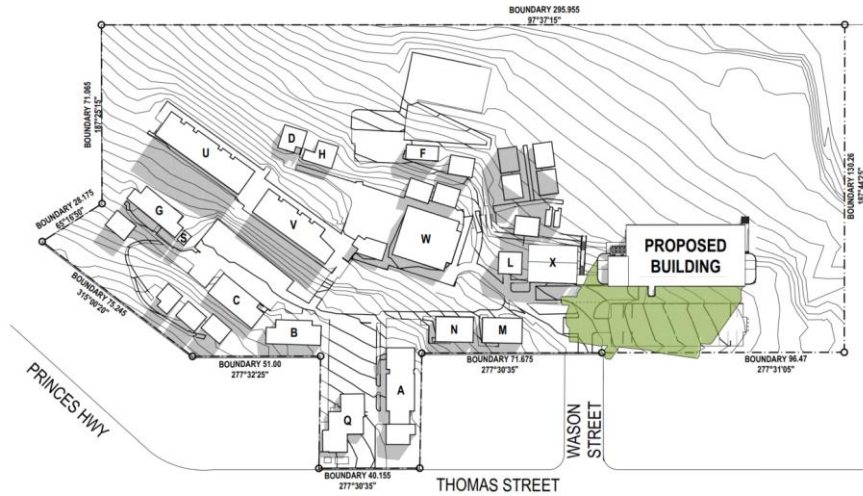 BOUNDARY 295.955
97°37'15"
BOUNDARY 71.065
187°25'15"
BOUNDARY 28.175
65°16'50"
BOUNDARY 75.245
315°00'20"
BOUNDARY 51.00
277°32'25"
BOUNDARY 40.155
277°30'35"
BOUNDARY 71.675
277°30'35"
BOUNDARY 96.47
277°31'05"
BOUNDARY 130.26
187°44'25"
D
H
F
U
G
S
V
W
L
X
PROPOSED
BUILDING
C
B
N
M
A
Q
PRINCES HWY
WASON
STREET
THOMAS STREET